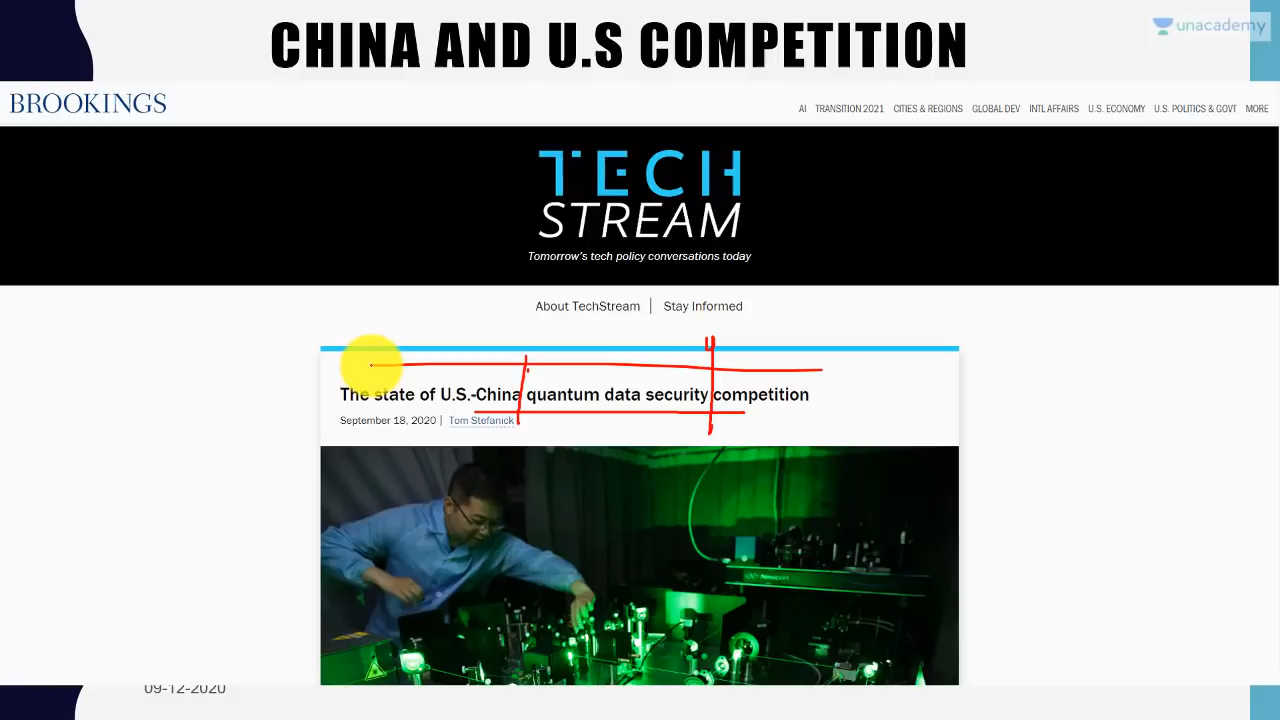 CHINA AND U.S COMPETITION
unacademy
BROOKINGS
AI TRANSITION 2021 CITIES & REGIONS GLOBAL DEV INTL AFFAIRS U.S. ECONOMY U.S. POLITICS & GOVT MORE
TECH
STREAM
Tomorrow's tech policy conversations today
About TechStream | Stay Informed
The state of U.S.-China quantum data security competition
September 18, 2020 | Tom Stefanick
Newport
09-12-2020